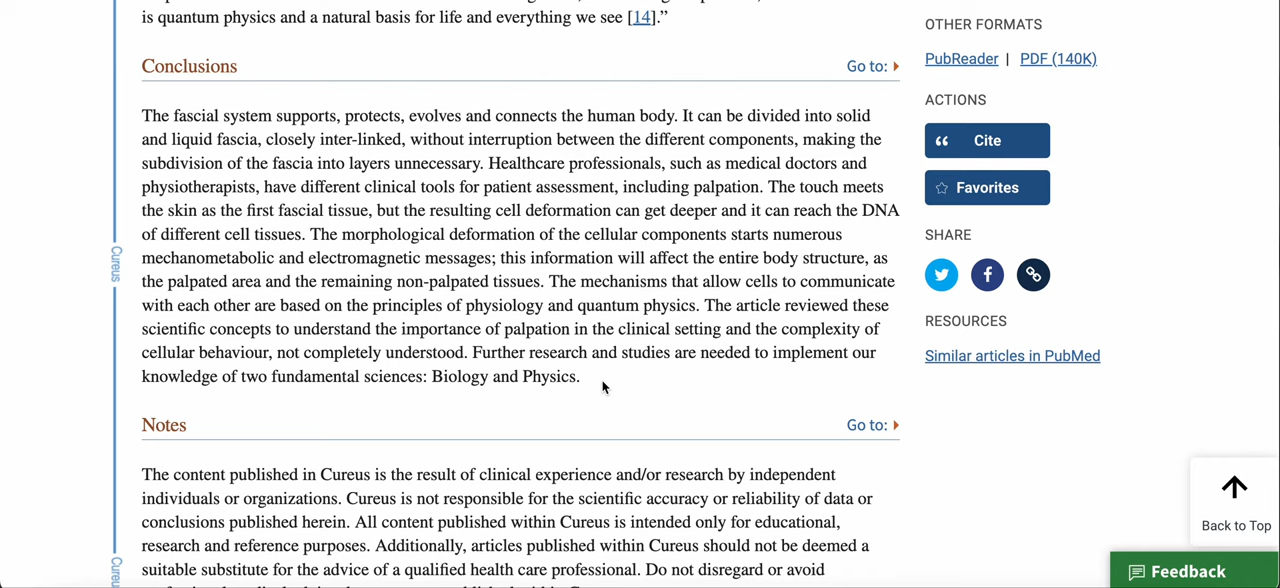 is quantum physics and a natural basis for life and everything we see [14].”
Conclusions
Go to:
The fascial system supports, protects, evolves and connects the human body. It can be divided into solid
and liquid fascia, closely inter-linked, without interruption between the different components, making the
subdivision of the fascia into layers unnecessary. Healthcare professionals, such as medical doctors and
physiotherapists, have different clinical tools for patient assessment, including palpation. The touch meets
the skin as the first fascial tissue, but the resulting cell deformation can get deeper and it can reach the DNA
of different cell tissues. The morphological deformation of the cellular components starts numerous
mechanometabolic and electromagnetic messages; this information will affect the entire body structure, as
the palpated area and the remaining non-palpated tissues. The mechanisms that allow cells to communicate
with each other are based on the principles of physiology and quantum physics. The article reviewed these
scientific concepts to understand the importance of palpation in the clinical setting and the complexity of
cellular behaviour, not completely understood. Further research and studies are needed to implement our
knowledge of two fundamental sciences: Biology and Physics.
Notes
Go to:
The content published in Cureus is the result of clinical experience and/or research by independent
individuals or organizations. Cureus is not responsible for the scientific accuracy or reliability of data or
conclusions published herein. All content published within Cureus is intended only for educational,
research and reference purposes. Additionally, articles published within Cureus should not be deemed a
suitable substitute for the advice of a qualified health care professional. Do not disregard or avoid
Cureus
OTHER FORMATS
PubReader | PDF (140K)
ACTIONS
Cite
Favorites
SHARE
RESOURCES
Similar articles in PubMed
Back to Top
Feedback